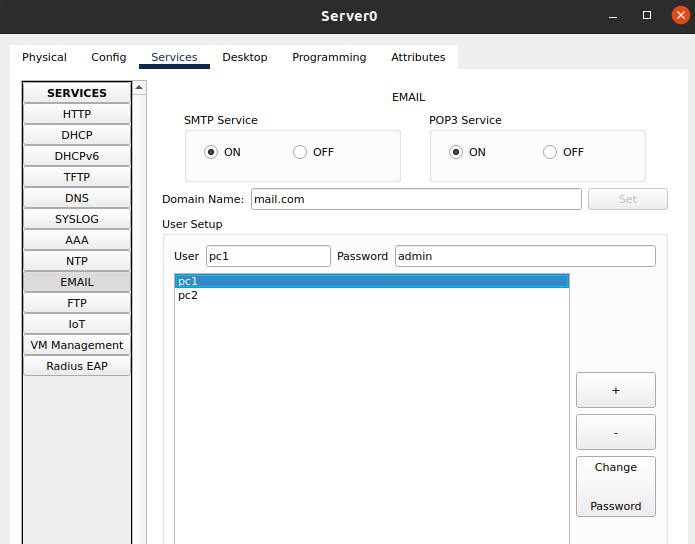 Server0
Physical Config Services Desktop Programming Attributes
SERVICES
HTTP
DHCP
DHCPv6
TFTP
DNS
SYSLOG
AAA
NTP
EMAIL
FTP
IoT
VM Management
Radius EAP
EMAIL
SMTP Service
ON OFF
POP3 Service
ON OFF
Domain Name: mail.com Set
User Setup
User pc1 Password admin
pc1
pc2
+
-
Change
Password